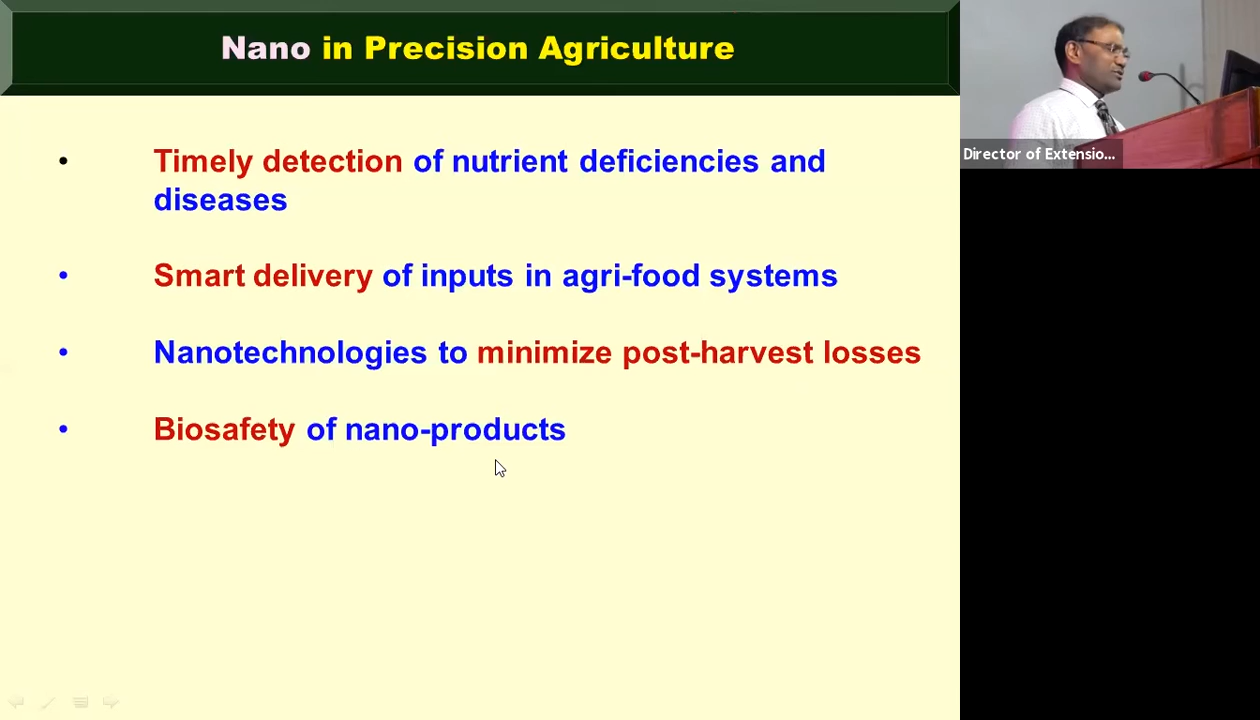 Nano in Precision Agriculture
Director of Extensio...
• Timely detection of nutrient deficiencies and
diseases
• Smart delivery of inputs in agri-food systems
• Nanotechnologies to minimize post-harvest losses
• Biosafety of nano-products